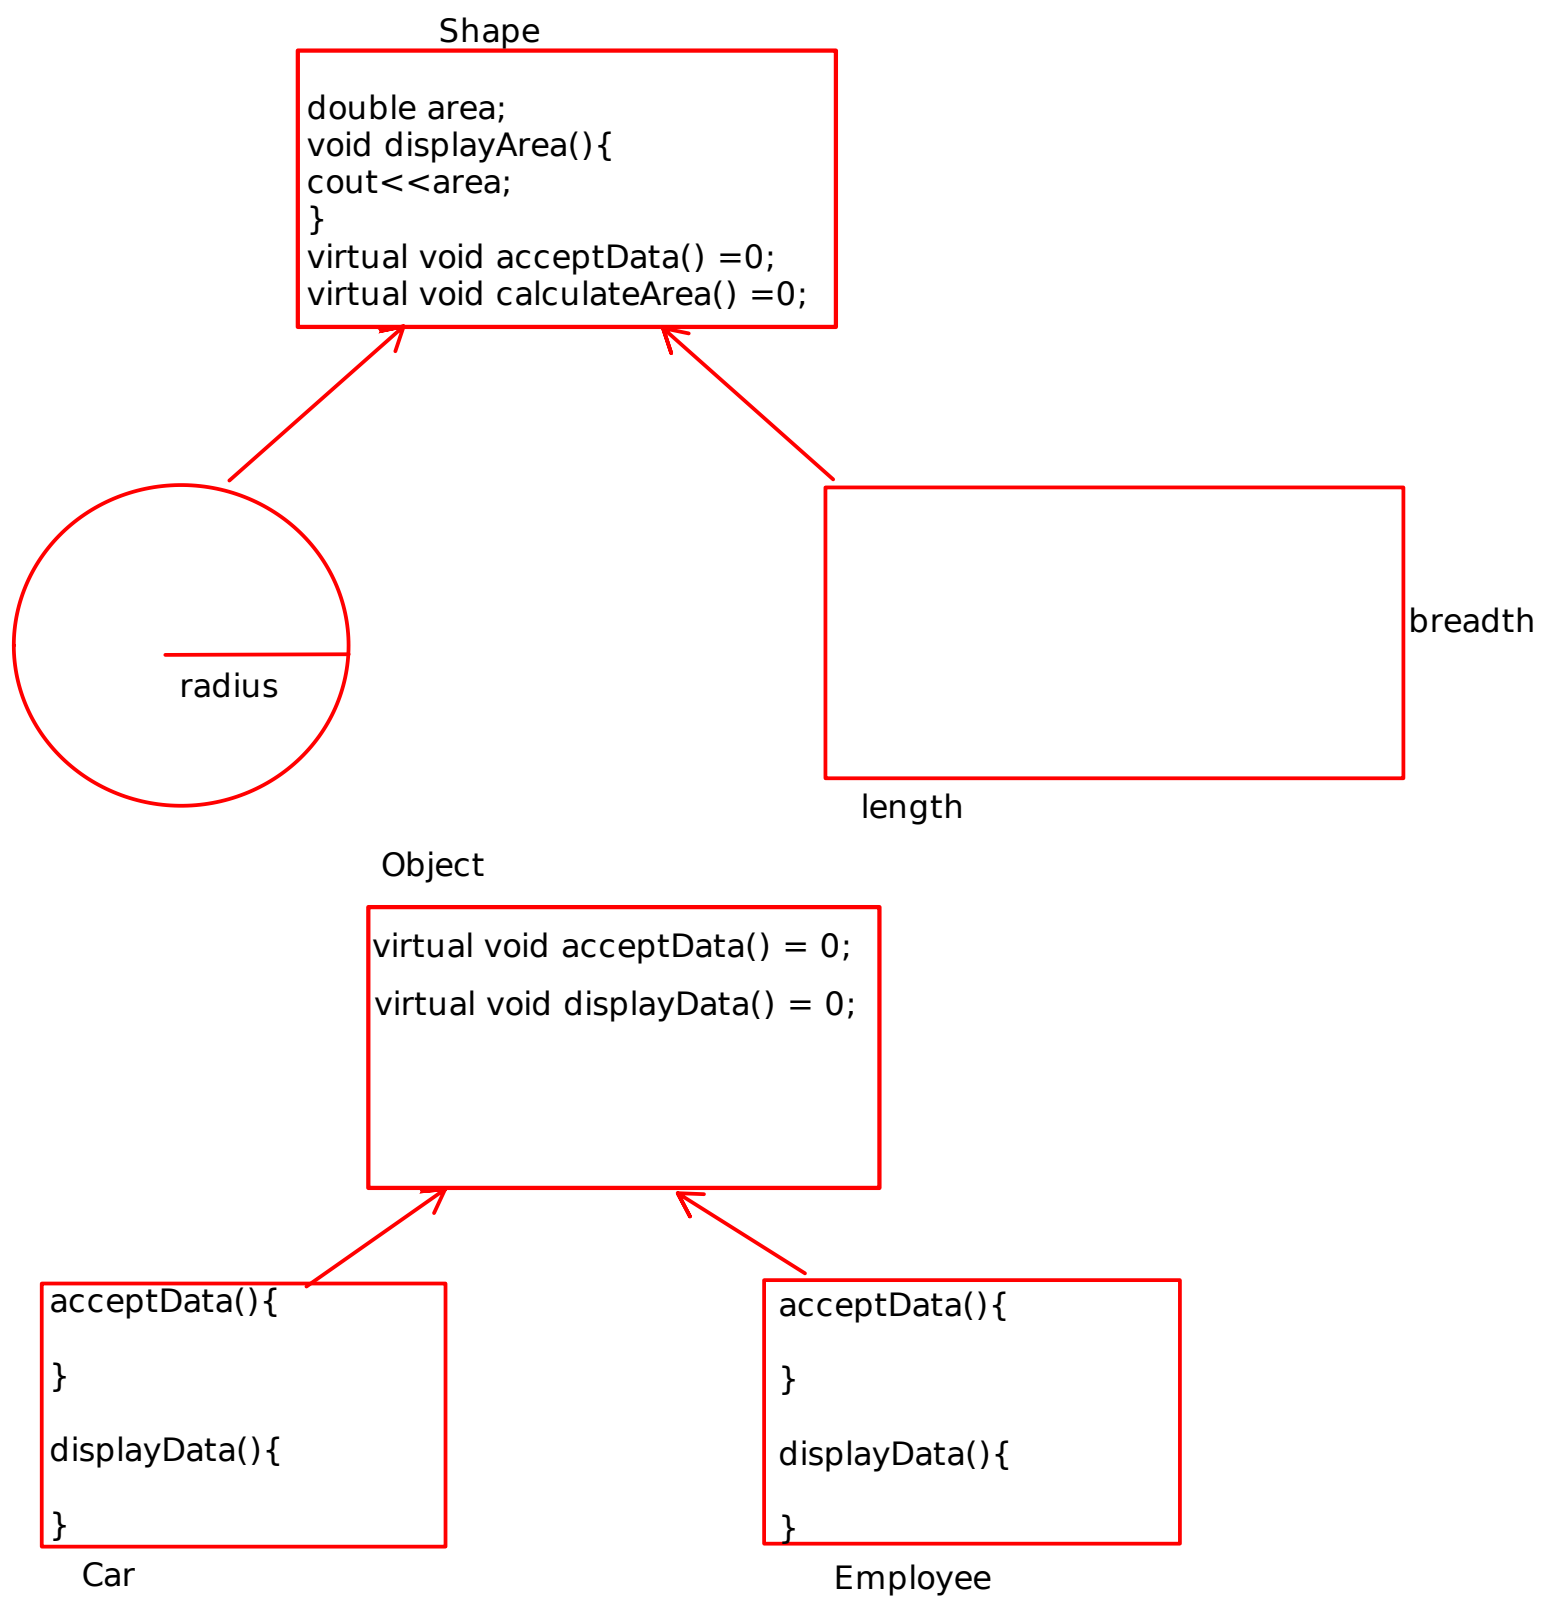 Shape
double area;
void displayArea(){
cout<<area;
}
virtual void acceptData() =0;
virtual void calculateArea() =0;
radius
breadth
length
Object
virtual void acceptData() = 0;
virtual void displayData() = 0;
acceptData(){
}
displayData(){
}
Car
acceptData(){
}
displayData(){
}
Employee